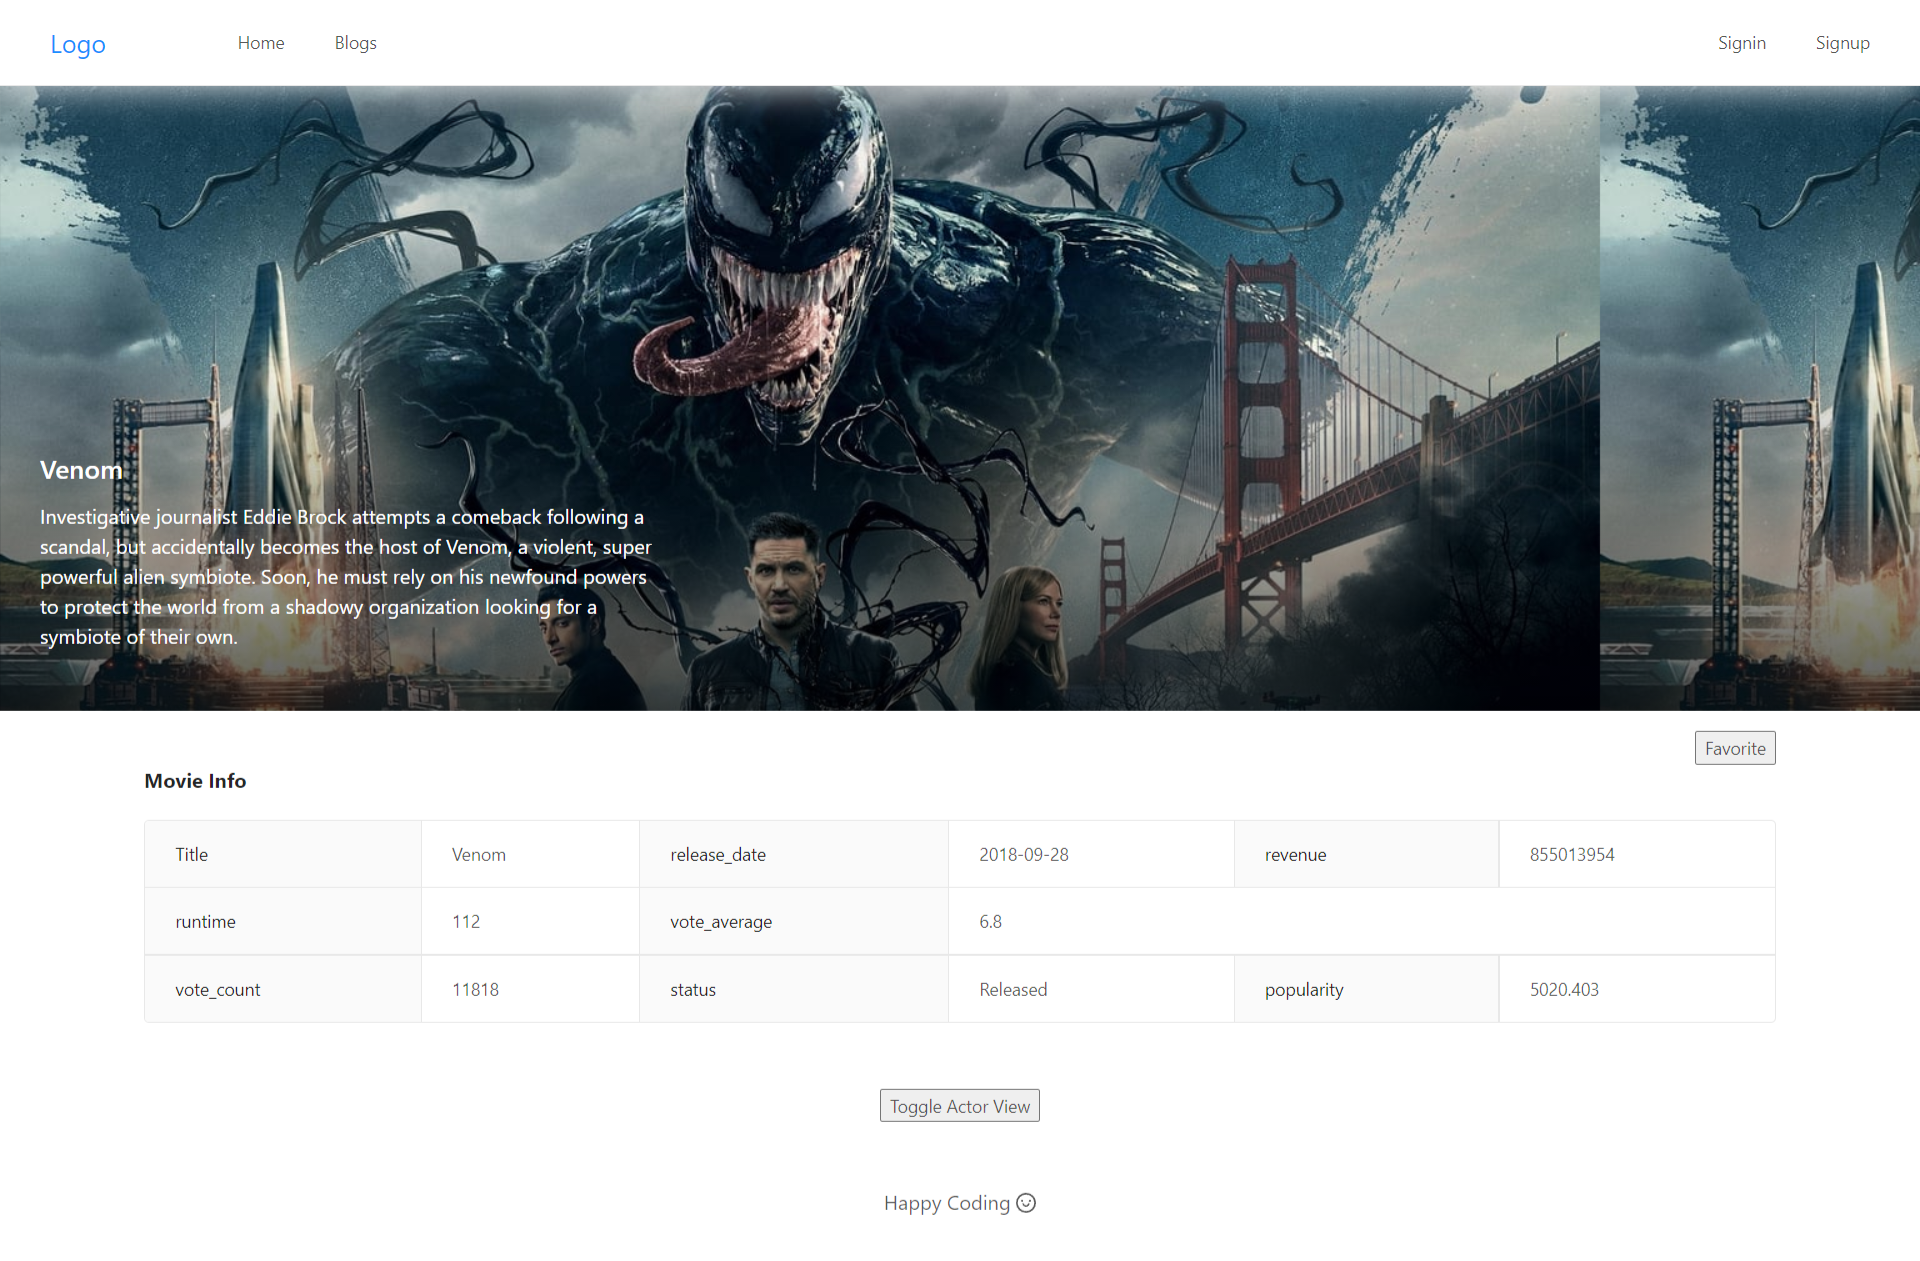 Logo Home Blogs Signin Signup
Venom
Investigative journalist Eddie Brock attempts a comeback following a
scandal, but accidentally becomes the host of Venom, a violent, super
powerful alien symbiote. Soon, he must rely on his newfound powers
to protect the world from a shadowy organization looking for a
symbiote of their own.
Favorite
Movie Info
Title Venom release_date 2018-09-28 revenue 855013954
runtime 112 vote_average 6.8
vote_count 11818 status Released popularity 5020.403
Toggle Actor View
Happy Coding